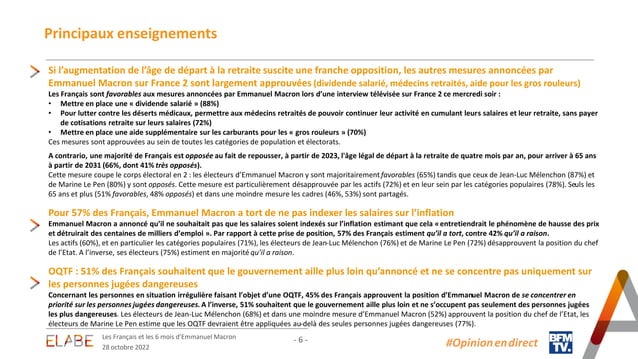 Principaux enseignements
Si l’augmentation de l’âge de départ à la retraite suscite une franche opposition, les autres mesures annoncées par
Emmanuel Macron sur France 2 sont largement approuvées (dividende salarié, médecins retraités, aide pour les gros rouleurs)
Les Français sont favorables aux mesures annoncées par Emmanuel Macron lors d’une interview télévisée sur France 2 ce mercredi soir :
• Mettre en place une « dividende salarié » (88%)
• Pour lutter contre les déserts médicaux, permettre aux médecins retraités de pouvoir continuer leur activité en cumulant leurs salaires et leur retraite, sans payer
de cotisations retraite sur leurs salaires (72%)
• Mettre en place une aide supplémentaire sur les carburants pour les « gros rouleurs » (70%)
Ces mesures sont approuvées au sein de toutes les catégories de population et électorats.
A contrario, une majorité de Français est opposée au fait de repousser, à partir de 2023, l’âge légal de départ à la retraite de quatre mois par an, pour arriver à 65 ans
à partir de 2031 (66%, dont 41% très opposés).
Cette mesure coupe le corps électoral en 2 : les électeurs d’Emmanuel Macron y sont majoritairement favorables (65%) tandis que ceux de Jean-Luc Mélenchon (87%) et
de Marine Le Pen (80%) y sont opposés. Cette mesure est particulièrement désapprouvée par les actifs (72%) et en leur sein par les catégories populaires (78%). Seuls les
65 ans et plus (51% favorables, 48% opposés) et dans une moindre mesure les cadres (46%, 53%) sont partagés.
Pour 57% des Français, Emmanuel Macron a tort de ne pas indexer les salaires sur l’inflation
Emmanuel Macron a annoncé qu’il ne souhaitait pas que les salaires soient indexés sur l’inflation estimant que cela « entretiendrait le phénomène de hausse des prix
et détruirait des centaines de milliers d’emploi ». Par rapport à cette prise de position, 57% des Français estiment qu’il a tort, contre 42% qu’il a raison.
Les actifs (60%), et en particulier les catégories populaires (71%), les électeurs de Jean-Luc Mélenchon (76%) et de Marine Le Pen (72%) désapprouvent la position du chef
de l’Etat. A l’inverse, ses électeurs (75%) estiment en majorité qu’il a raison.
OQTF : 51% des Français souhaitent que le gouvernement aille plus loin qu’annoncé et ne se concentre pas uniquement sur
les personnes jugées dangereuses
Concernant les personnes en situation irrégulière faisant l’objet d’une OQTF, 45% des Français approuvent la position d’Emmanuel Macron de se concentrer en
priorité sur les personnes jugées dangereuses. A l’inverse, 51% souhaitent que le gouvernement aille plus loin et ne s’occupent pas seulement des personnes jugées
les plus dangereuses. Les électeurs de Jean-Luc Mélenchon (68%) et dans une moindre mesure d’Emmanuel Macron (52%) approuvent la position du chef de l’Etat, les
électeurs de Marine Le Pen estime que les OQTF devraient être appliquées au-delà des seules personnes jugées dangereuses (77%).
ELABE
Les Français et les 6 mois d’Emmanuel Macron
28 octobre 2022
- 6 -
#Opinion en direct
BFM
TV.